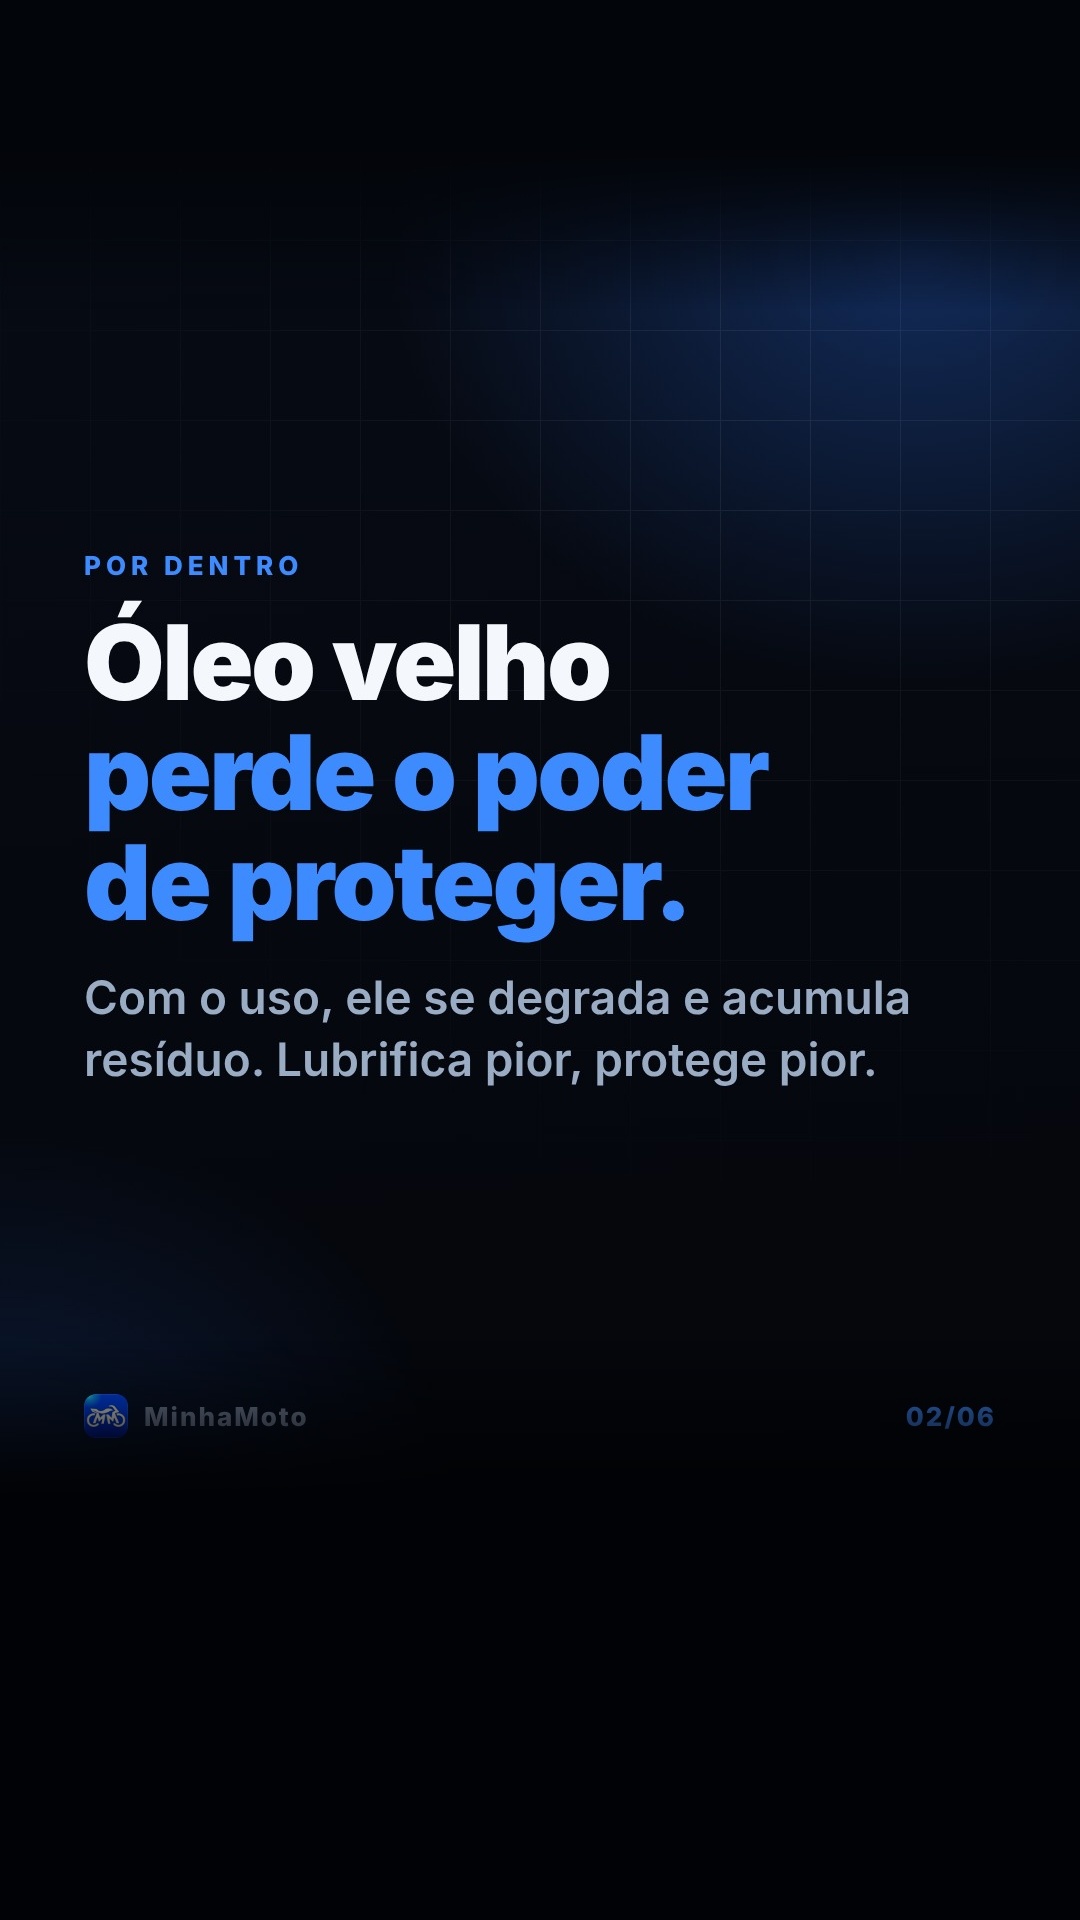 POR DENTRO
Óleo velho
perde o poder
de proteger.
Com o uso, ele se degrada e acumula
resíduo. Lubrifica pior, protege pior.
MinhaMoto
02/06